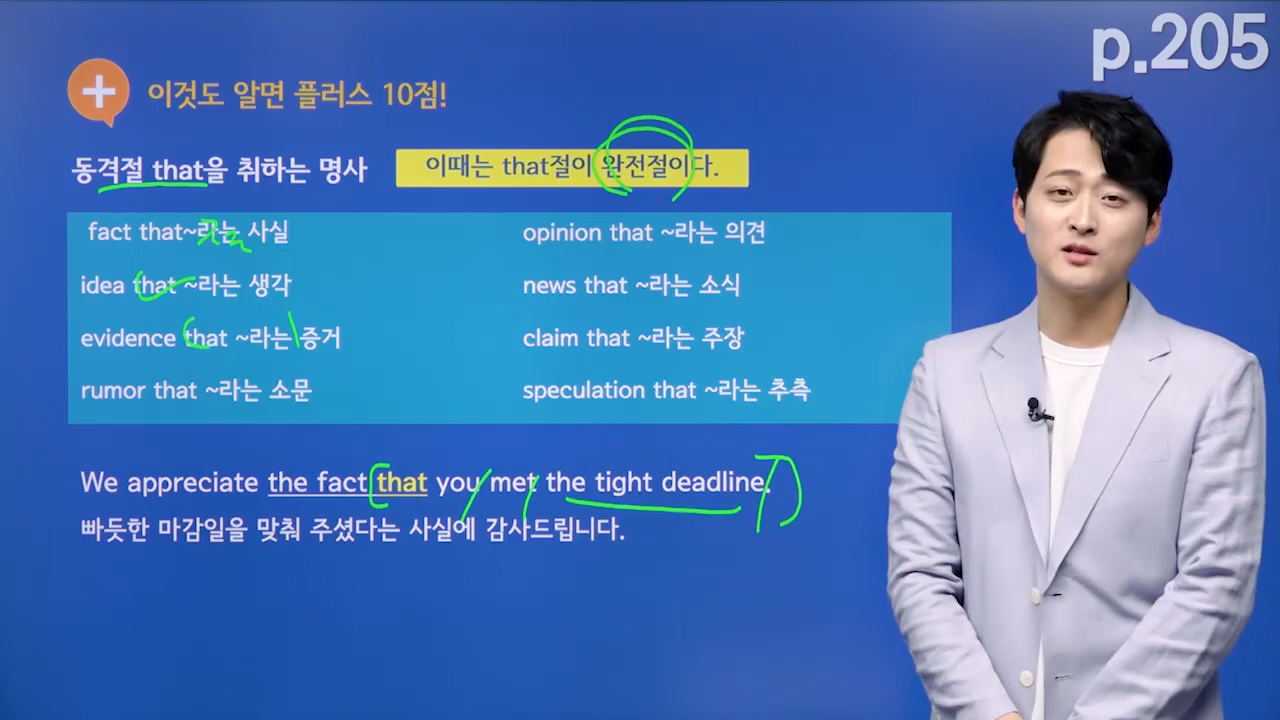 p.205
이것도 알면 플러스 10점!
동격절 that을 취하는 명사 이때는 that절이 완전절이다.
fact that~라는 사실 opinion that ~라는 의견
idea that ~라는 생각 news that ~라는 소식
evidence that ~라는 증거 claim that ~라는 주장
rumor that ~라는 소문 speculation that ~라는 추측
We appreciate the fact that you met the tight deadline.
빠듯한 마감일을 맞춰 주셨다는 사실에 감사드립니다.